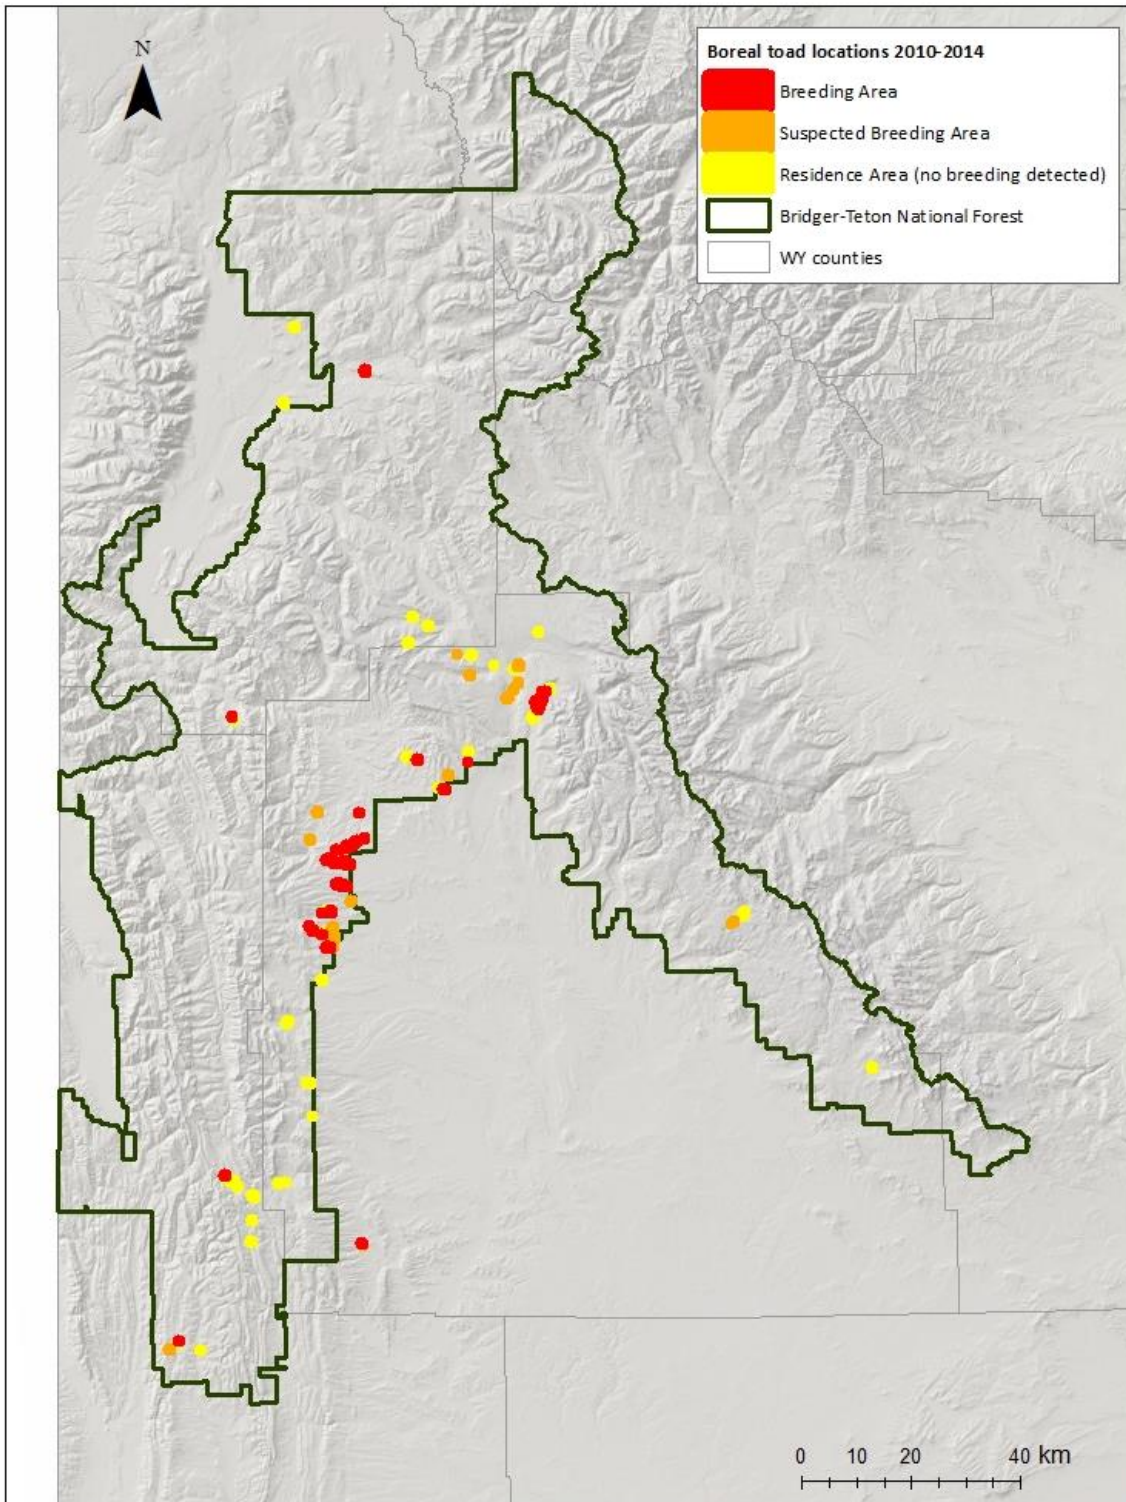 N
Boreal toad locations 2010-2014
Breeding Area
Suspected Breeding Area
Residence Area (no breeding detected)
Bridger-Teton National Forest
WY counties
0 10 20 40 km